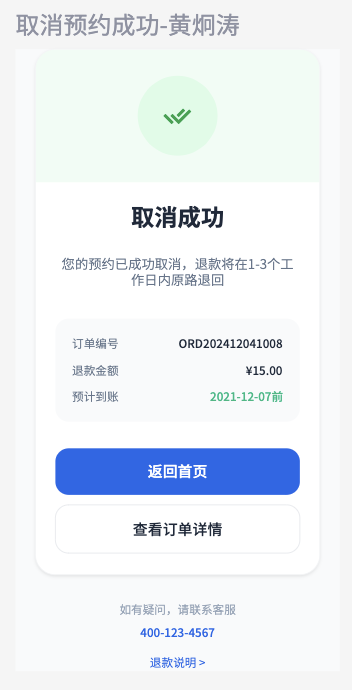 取消预约成功-黄炯涛
取消成功
您的预约已成功取消，退款将在1-3个工
作日内原路退回
订单编号 ORD202412041008
退款金额 ¥15.00
预计到账 2021-12-07前
返回首页
查看订单详情
如有疑问，请联系客服
400-123-4567
退款说明 >